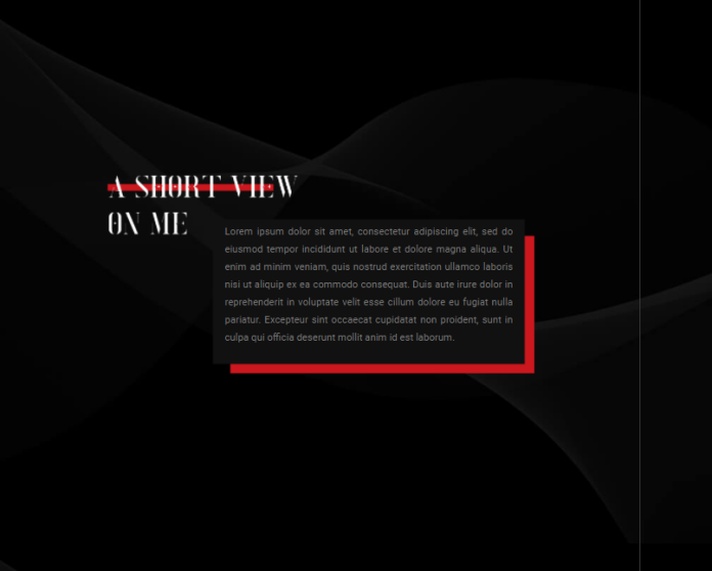 A SHORT VIEW
ON ME
Lorem ipsum dolor sit amet, consectetur adipiscing elit, sed do
eiusmod tempor incididunt ut labore et dolore magna aliqua. Ut
enim ad minim veniam, quis nostrud exercitation ullamco laboris
nisi ut aliquip ex ea commodo consequat. Duis aute irure dolor in
reprehenderit in voluptate velit esse cillum dolore eu fugiat nulla
pariatur. Excepteur sint occaecat cupidatat non proident, sunt in
culpa qui officia deserunt mollit anim id est laborum.